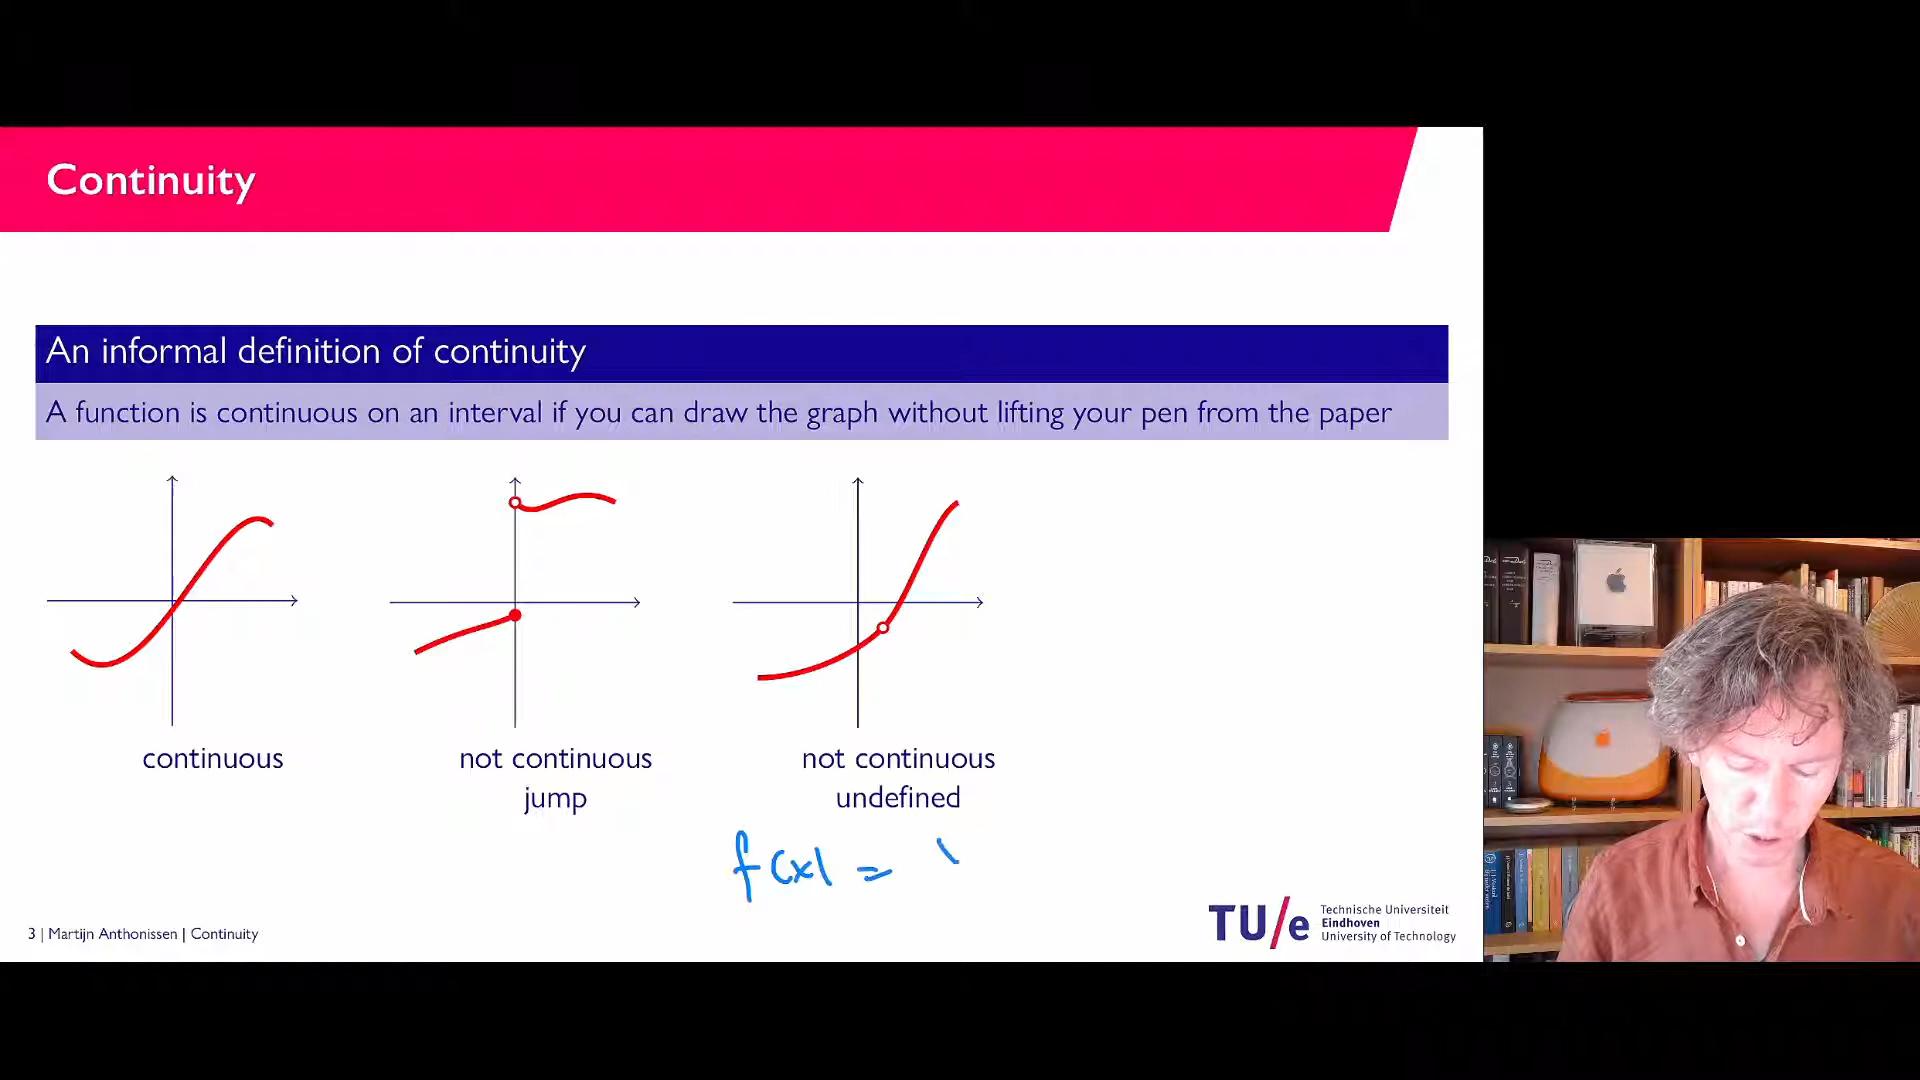 Continuity
An informal definition of continuity
A function is continuous on an interval if you can draw the graph without lifting your pen from the paper
continuous
not continuous
jump
not continuous
undefined
f(x) =
3 | Martijn Anthonissen | Continuity
TU/e
Technische Universiteit
Eindhoven
University of Technology